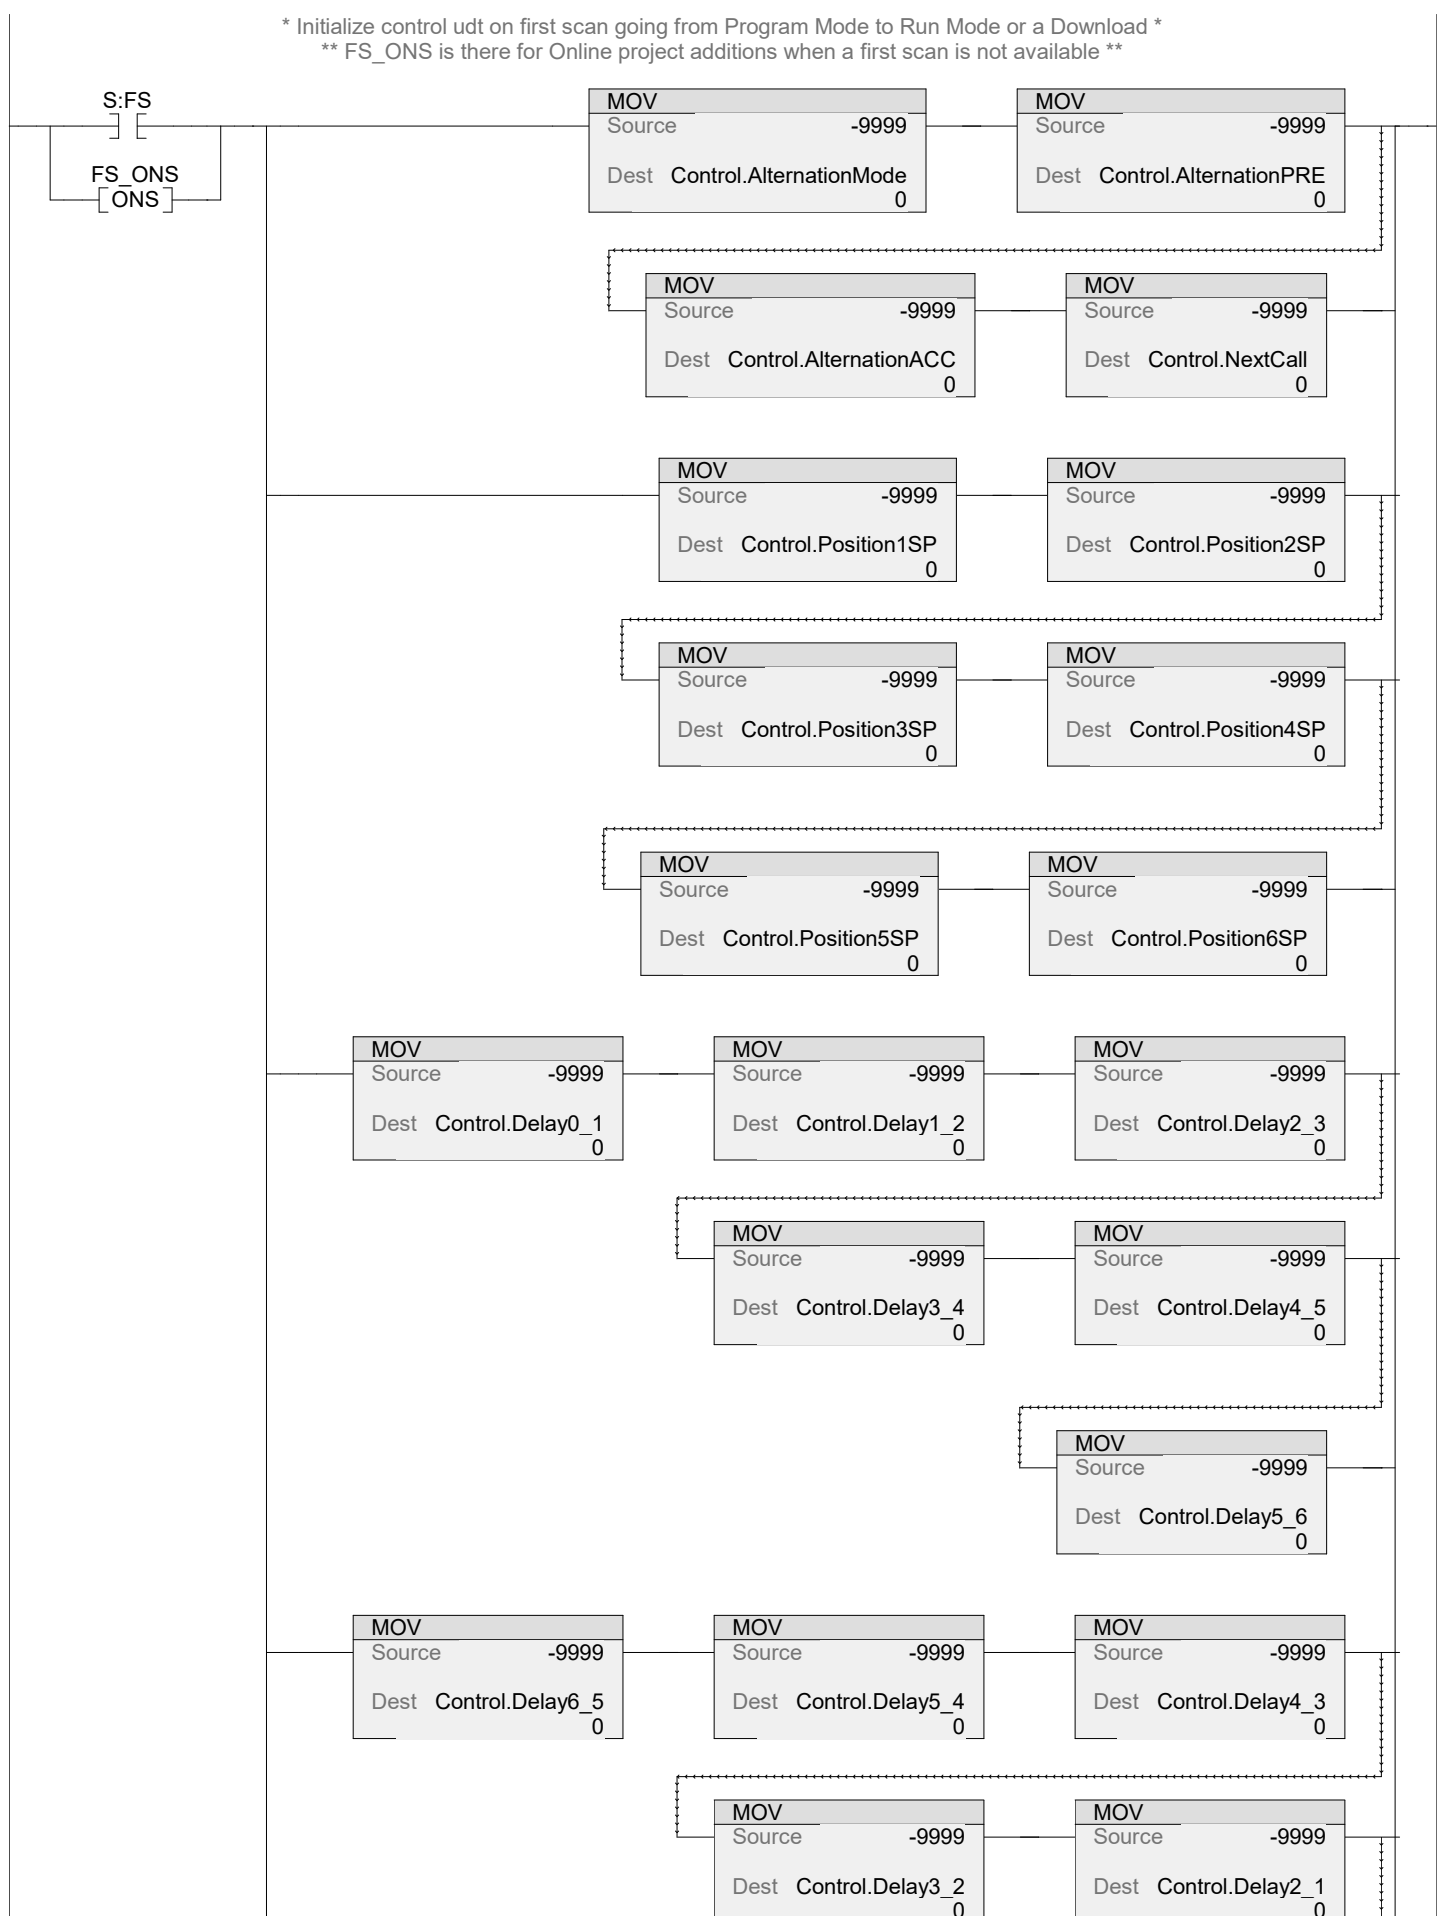 * Initialize control udt on first scan going from Program Mode to Run Mode or a Download *
** FS_ONS is there for Online project additions when a first scan is not available **
S:FS
FS_ONS
ONS
MOV
Source -9999
Dest Control.AlternationMode
0
MOV
Source -9999
Dest Control.AlternationPRE
0
MOV
Source -9999
Dest Control.AlternationACC
0
MOV
Source -9999
Dest Control.NextCall
0
MOV
Source -9999
Dest Control.Position1SP
0
MOV
Source -9999
Dest Control.Position2SP
0
MOV
Source -9999
Dest Control.Position3SP
0
MOV
Source -9999
Dest Control.Position4SP
0
MOV
Source -9999
Dest Control.Position5SP
0
MOV
Source -9999
Dest Control.Position6SP
0
MOV
Source -9999
Dest Control.Delay0_1
0
MOV
Source -9999
Dest Control.Delay1_2
0
MOV
Source -9999
Dest Control.Delay2_3
0
MOV
Source -9999
Dest Control.Delay3_4
0
MOV
Source -9999
Dest Control.Delay4_5
0
MOV
Source -9999
Dest Control.Delay5_6
0
MOV
Source -9999
Dest Control.Delay6_5
0
MOV
Source -9999
Dest Control.Delay5_4
0
MOV
Source -9999
Dest Control.Delay4_3
0
MOV
Source -9999
Dest Control.Delay3_2
0
MOV
Source -9999
Dest Control.Delay2_1
0